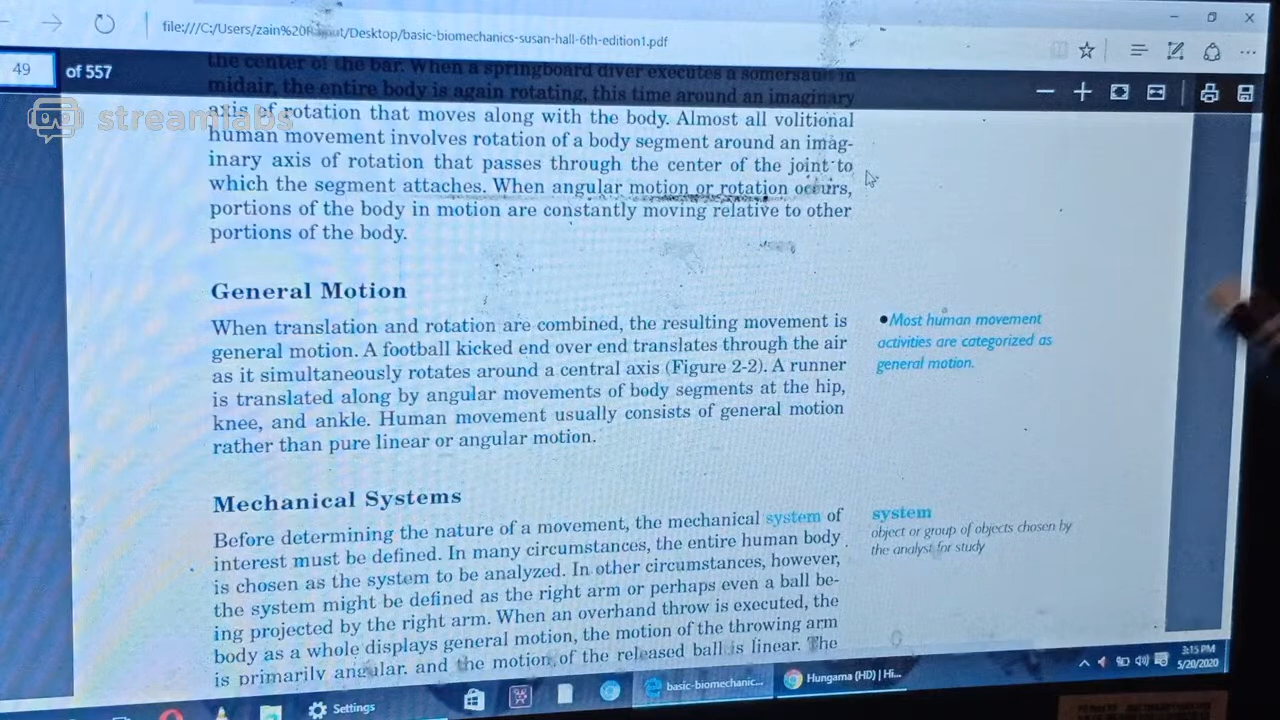 file:///C:/Users/zain%20Rajput/Desktop/basic-biomechanics-susan-hall-6th-edition1.pdf
49 of 557
the center of the bar. When a springboard diver executes a somersault in
midair, the entire body is again rotating, this time around an imaginary
axis of rotation that moves along with the body. Almost all volitional
human movement involves rotation of a body segment around an imag-
inary axis of rotation that passes through the center of the joint to
which the segment attaches. When angular motion or rotation occurs,
portions of the body in motion are constantly moving relative to other
portions of the body.
streamlabs
General Motion
When translation and rotation are combined, the resulting movement is
general motion. A football kicked end over end translates through the air
as it simultaneously rotates around a central axis (Figure 2-2). A runner
is translated along by angular movements of body segments at the hip,
knee, and ankle. Human movement usually consists of general motion
rather than pure linear or angular motion.
•Most human movement
activities are categorized as
general motion.
Mechanical Systems
Before determining the nature of a movement, the mechanical system of
interest must be defined. In many circumstances, the entire human body
is chosen as the system to be analyzed. In other circumstances, however,
the system might be defined as the right arm or perhaps even a ball be-
ing projected by the right arm. When an overhand throw is executed, the
body as a whole displays general motion, the motion of the throwing arm
is primarily angular, and the motion of the released ball is linear. The
system
object or group of objects chosen by
the analyst for study
Settings
basic-biomechanic...
Hungama (HD) | Hi...
3:15 PM
5/20/2020